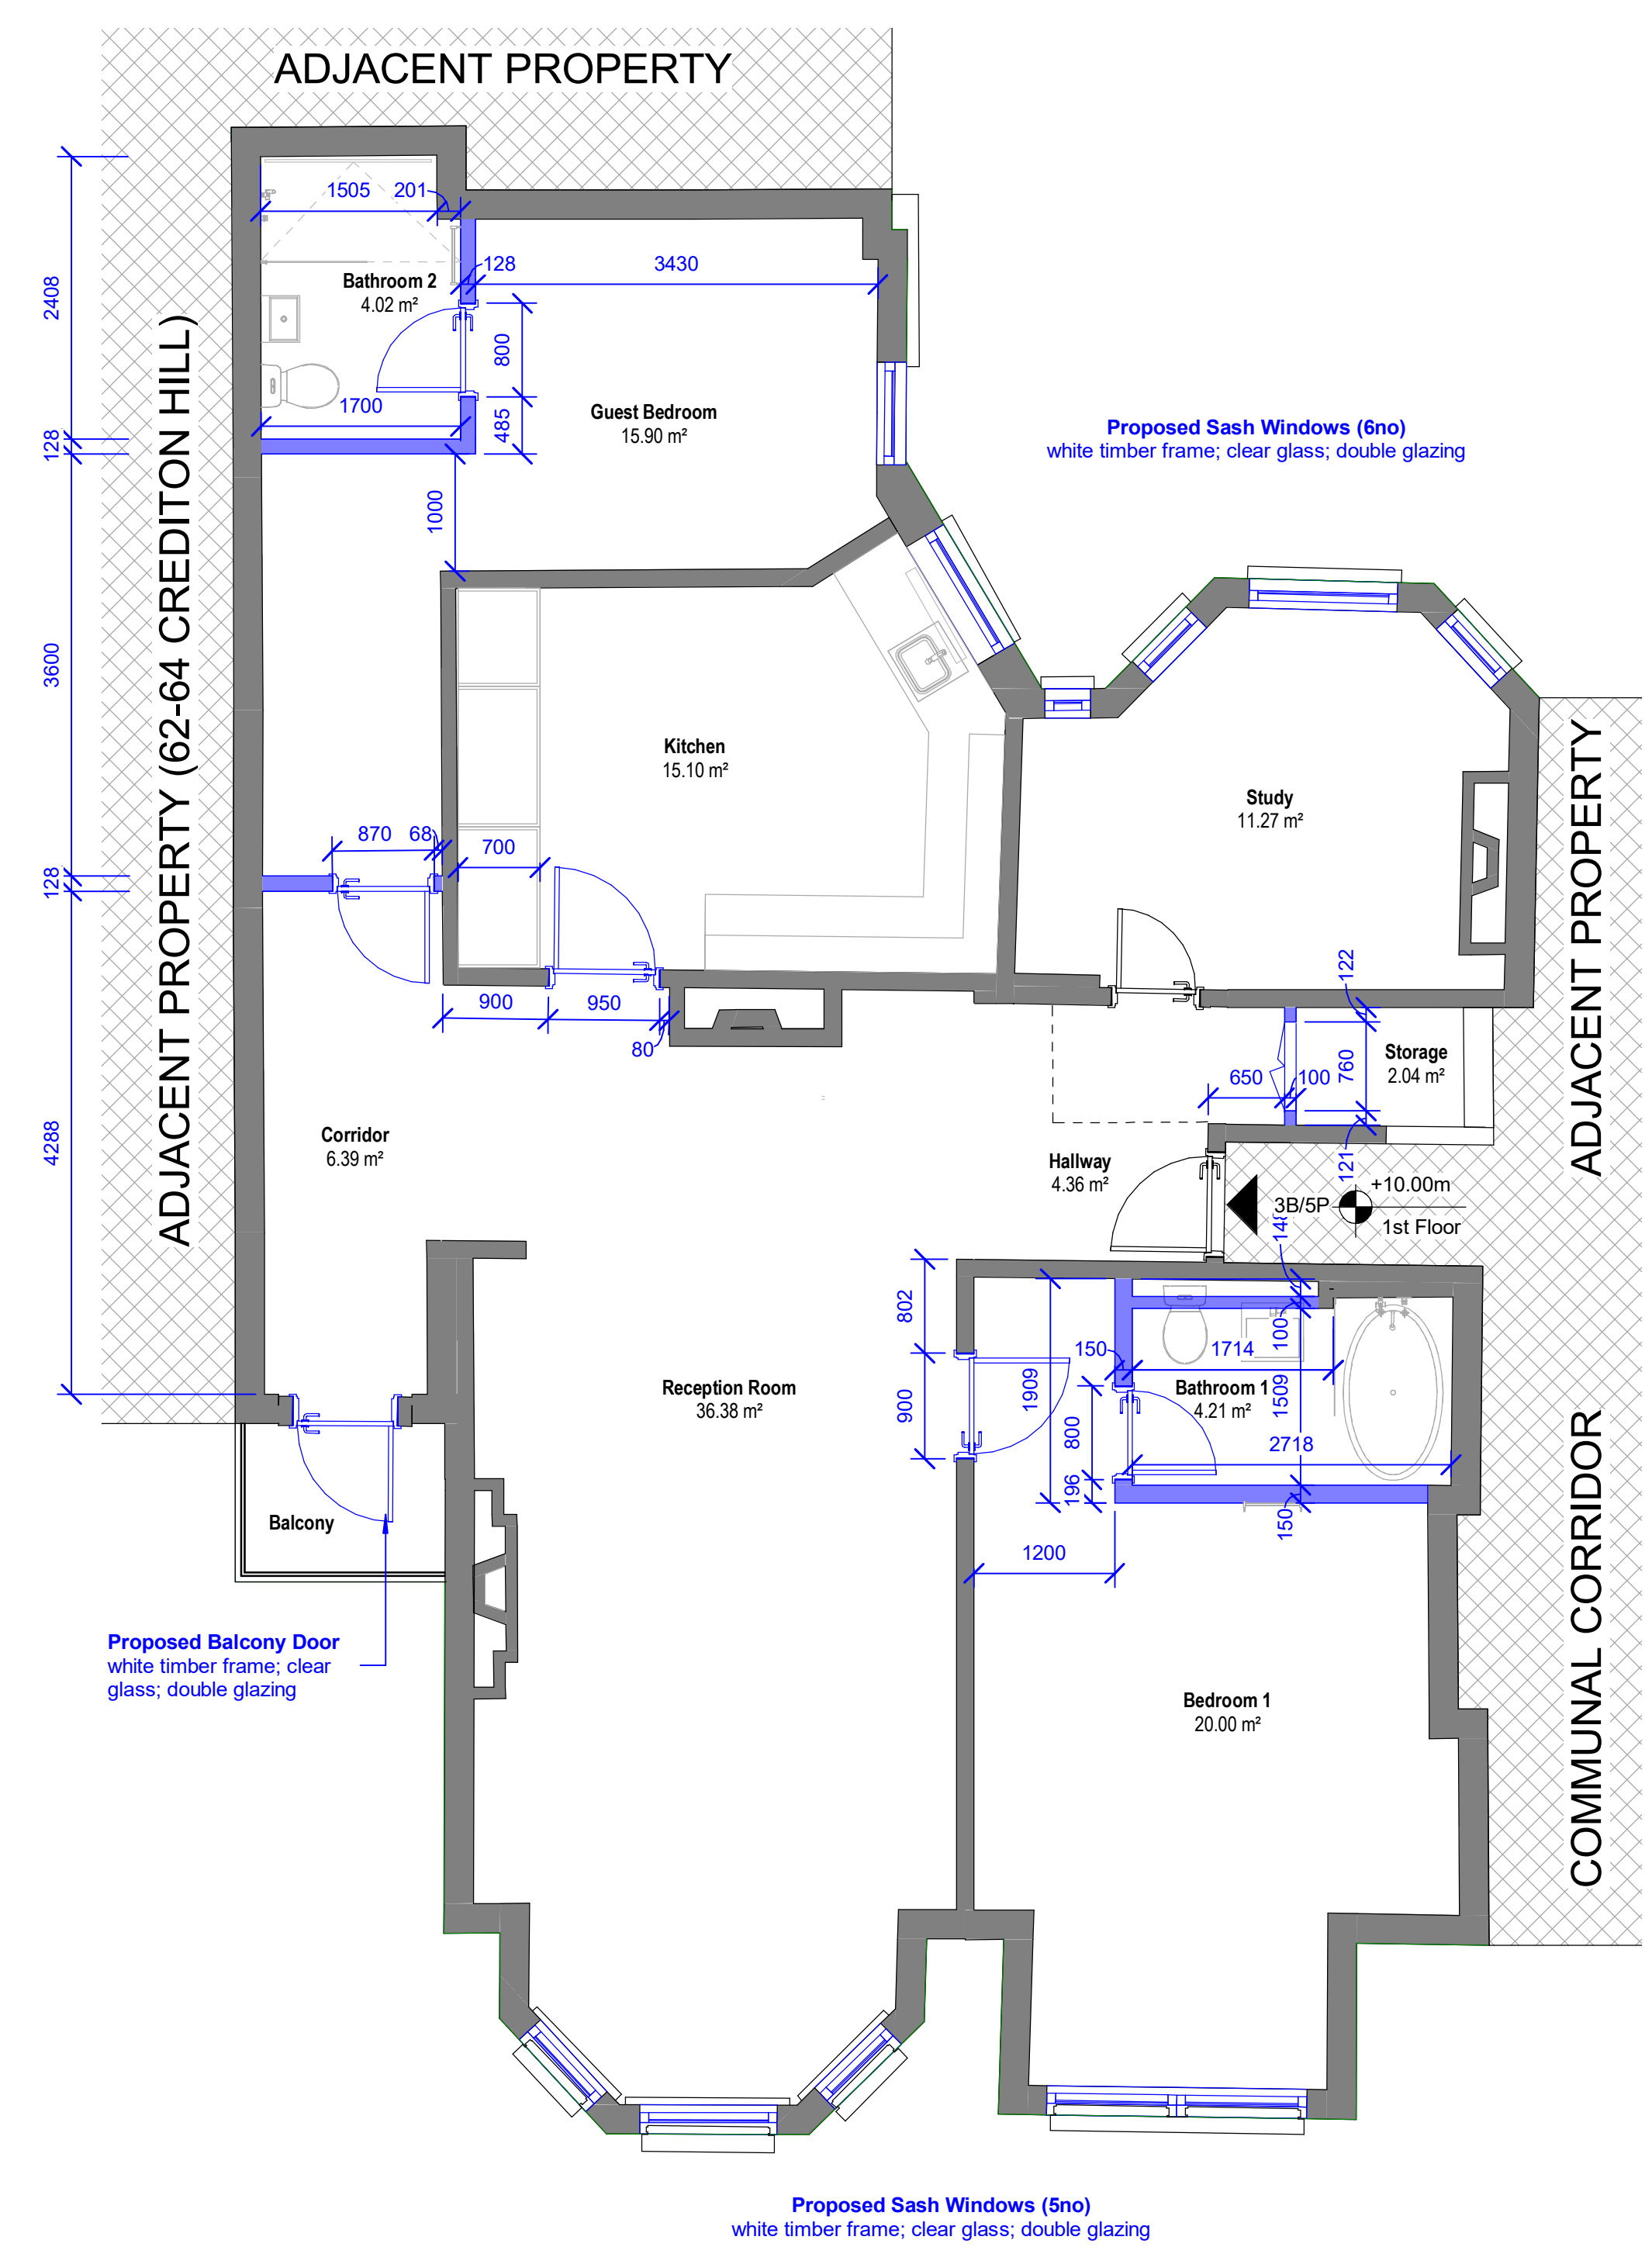 ADJACENT PROPERTY
1505
201
128
3430
Bathroom 2
4.02 m²
2408
800
1700
485
Guest Bedroom
15.90 m²
Proposed Sash Windows (6no)
white timber frame; clear glass; double glazing
128
1000
ADJACENT PROPERTY (62-64 CREDITON HILL)
3600
Kitchen
15.10 m²
Study
11.27 m²
870
68
700
128
ADJACENT PROPERTY
900
950
80
122
650
100
760
Storage
2.04 m²
121
4288
Corridor
6.39 m²
Hallway
4.36 m²
3B/5P
+10.00m
1st Floor
148
802
100
150
1714
1909
900
Reception Room
36.38 m²
Bathroom 1
4.21 m²
1509
800
2718
196
150
1200
Balcony
COMMUNAL CORRIDOR
Proposed Balcony Door
white timber frame; clear
glass; double glazing
Bedroom 1
20.00 m²
Proposed Sash Windows (5no)
white timber frame; clear glass; double glazing